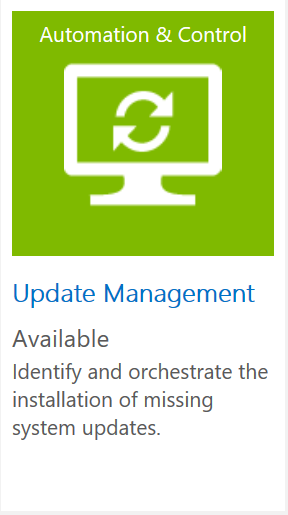 Automation & Control
Update Management
Available
Identify and orchestrate the
installation of missing
system updates.